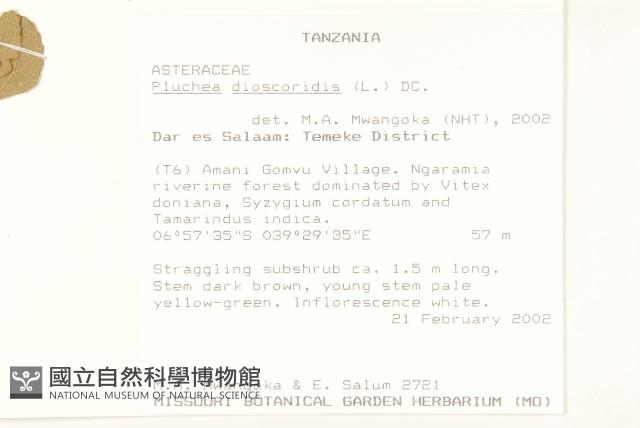 TANZANIA
ASTERACEAE
Pluchea dioscoridis (L.) DC.
det. M.A. Mwangoka (NHT), 2002
Dar es Salaam: Temeke District
(T6) Amani Gomvu Village. Ngaramia
riverine forest dominated by Vitex
doniana, Syzygium cordatum and
Tamarindus indica.
06°57'35"S 039°29'35"E 57 m
Straggling subshrub ca. 1.5 m long.
Stem dark brown, young stem pale
yellow-green. Inflorescence white.
21 February 2002
M.A. Mwangoka & E. Salum 2721
MISSOURI BOTANICAL GARDEN HERBARIUM (MO)
國立自然科學博物館
NATIONAL MUSEUM OF NATURAL SCIENCE